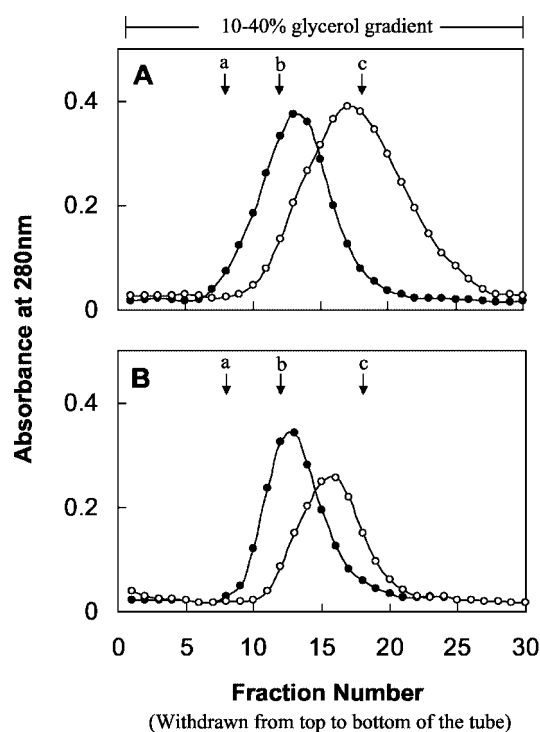 10-40% glycerol gradient
A
a b c
0.4
0.2
0
Absorbance at 280nm
B
a b c
0.4
0.2
0
0 5 10 15 20 25 30
Fraction Number
(Withdrawn from top to bottom of the tube)